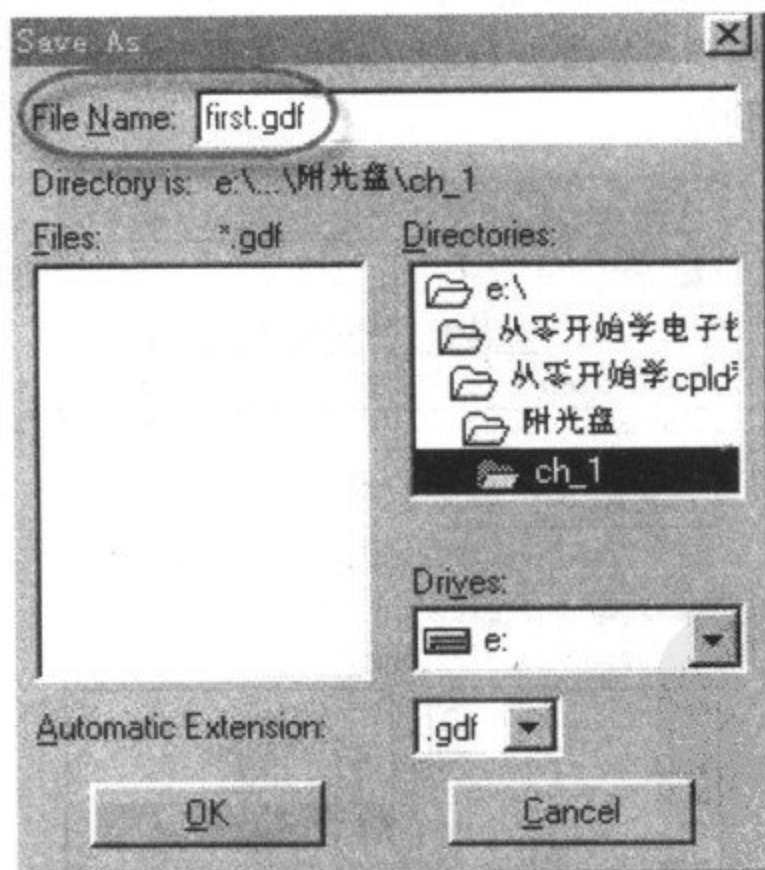 Save As
File Name: first.gdf
Directory is: e:\...\附光盘\ch_1
Files: *.gdf
Directories:
e:\
从零开始学电子
从零开始学cpld
附光盘
ch_1
Drives:
e:
Automatic Extension: .gdf
OK Cancel